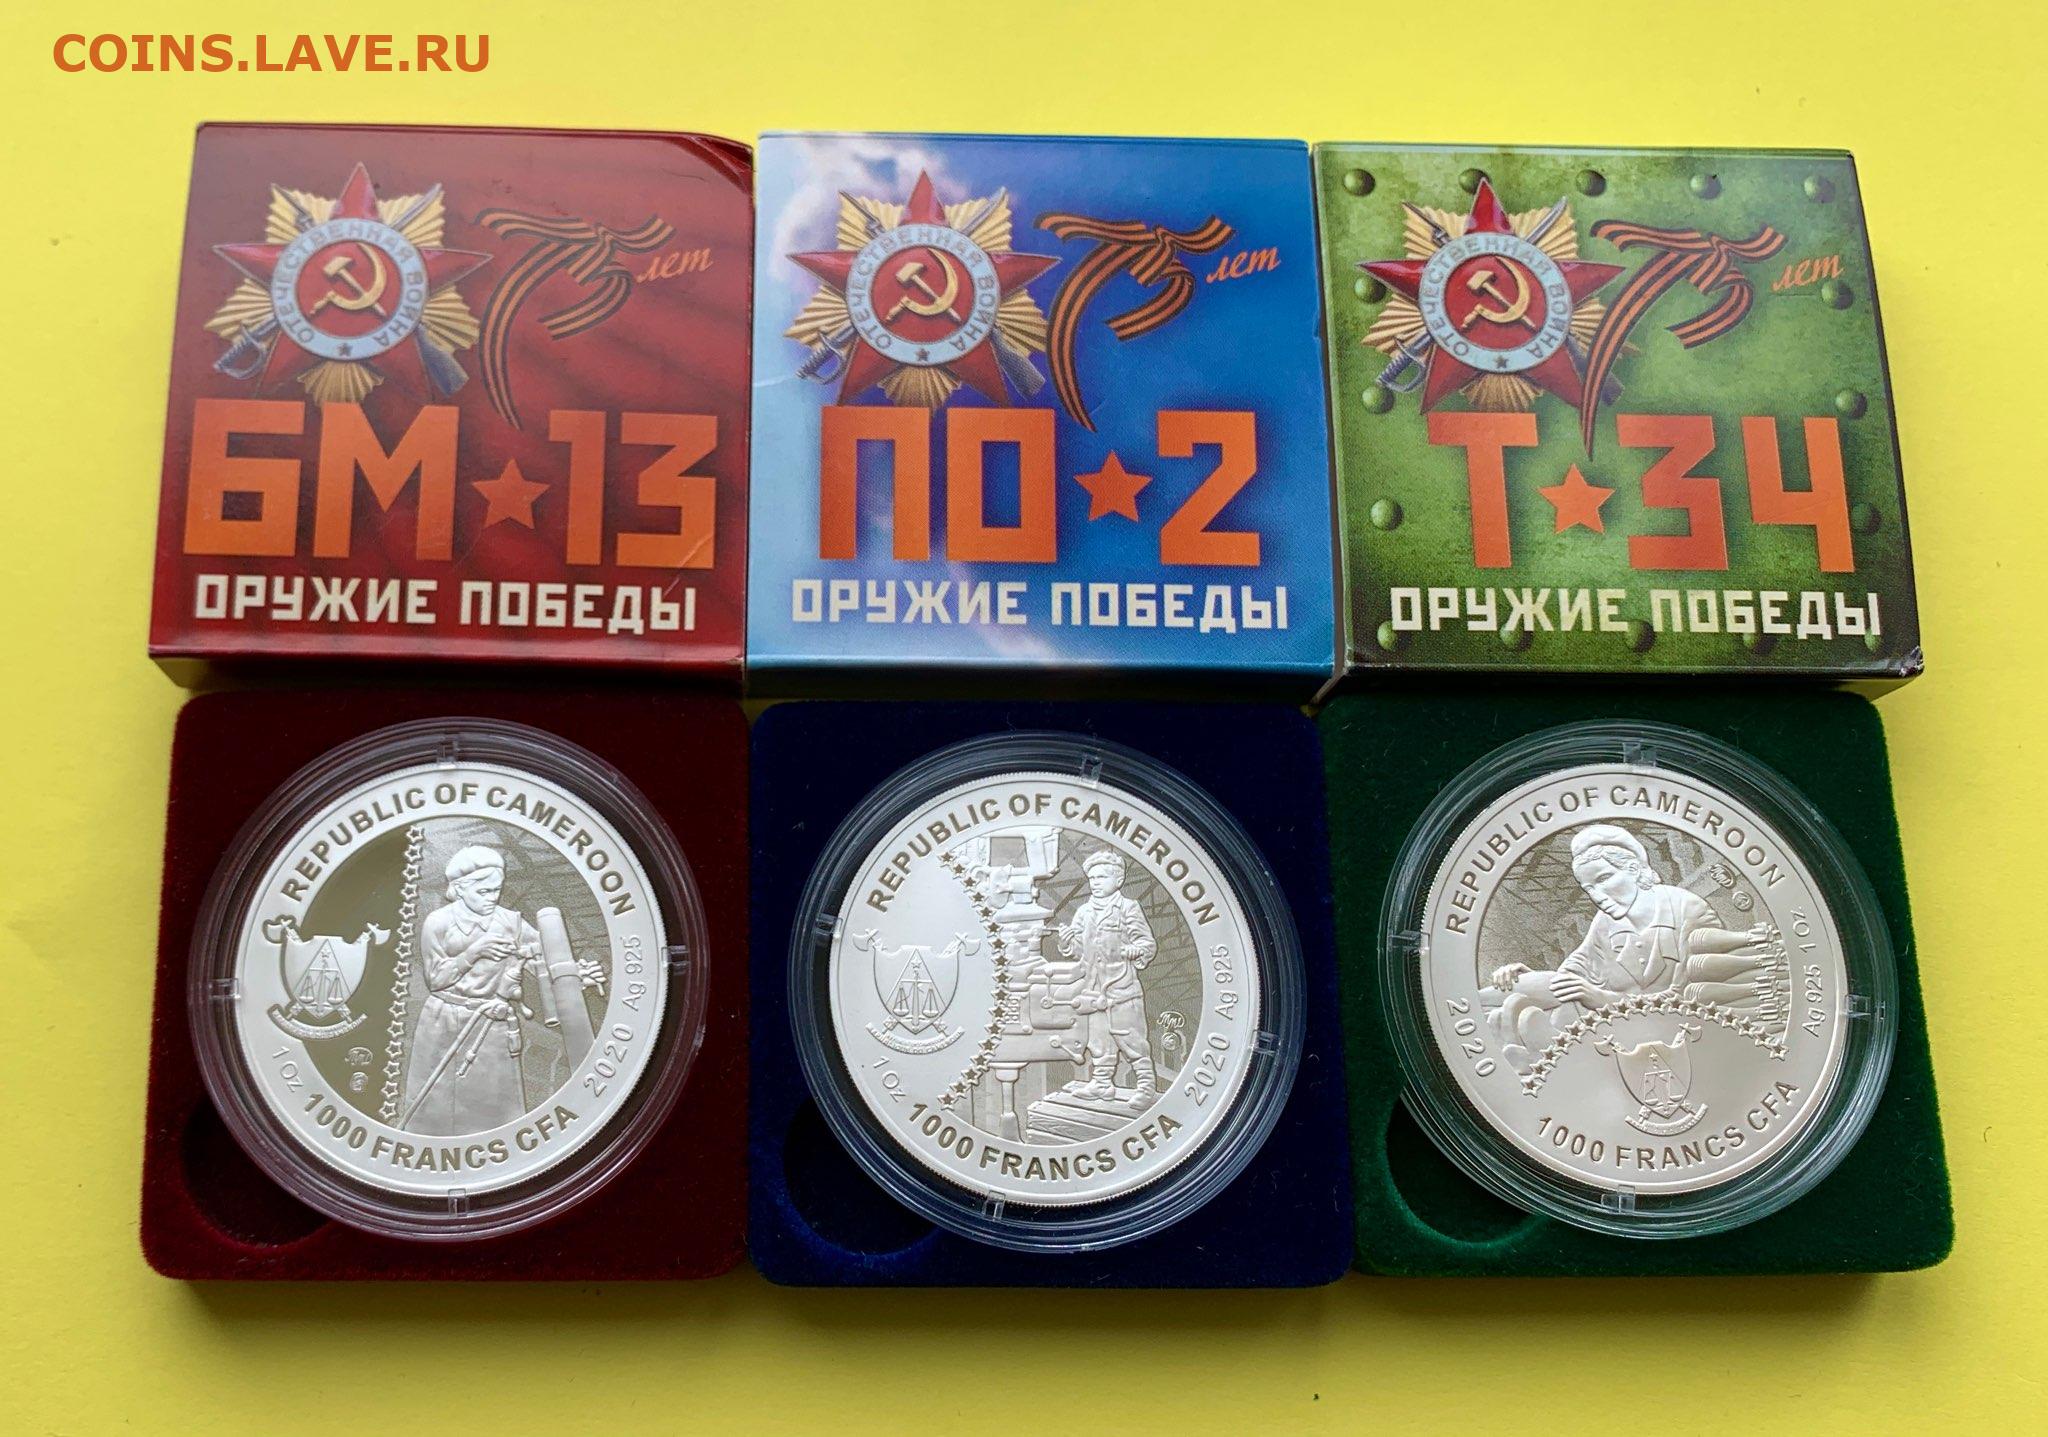 COINS.LAVE.RU
ОТЕЧЕСТВЕННАЯ ВОЙНА
75 лет
БМ★13
ОРУЖИЕ ПОБЕДЫ
ОТЕЧЕСТВЕННАЯ ВОЙНА
75 лет
ПО★2
ОРУЖИЕ ПОБЕДЫ
ОТЕЧЕСТВЕННАЯ ВОЙНА
75 лет
Т★34
ОРУЖИЕ ПОБЕДЫ
REPUBLIC OF CAMEROON
Ag 925
2020
1000 FRANCS CFA
1 Oz
ММД
REPUBLIC OF CAMEROON
Ag 925
2020
1000 FRANCS CFA
1 Oz
ММД
REPUBLIC OF CAMEROON
Ag 925 1 Oz
1000 FRANCS CFA
2020
ММД